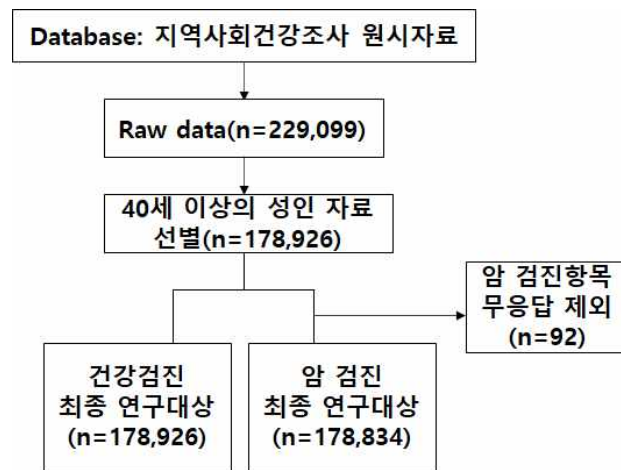 Database: 지역사회건강조사 원시자료
Raw data(n=229,099)
40세 이상의 성인 자료
선별(n=178,926)
암 검진항목
무응답 제외
(n=92)
건강검진
최종 연구대상
(n=178,926)
암 검진
최종 연구대상
(n=178,834)